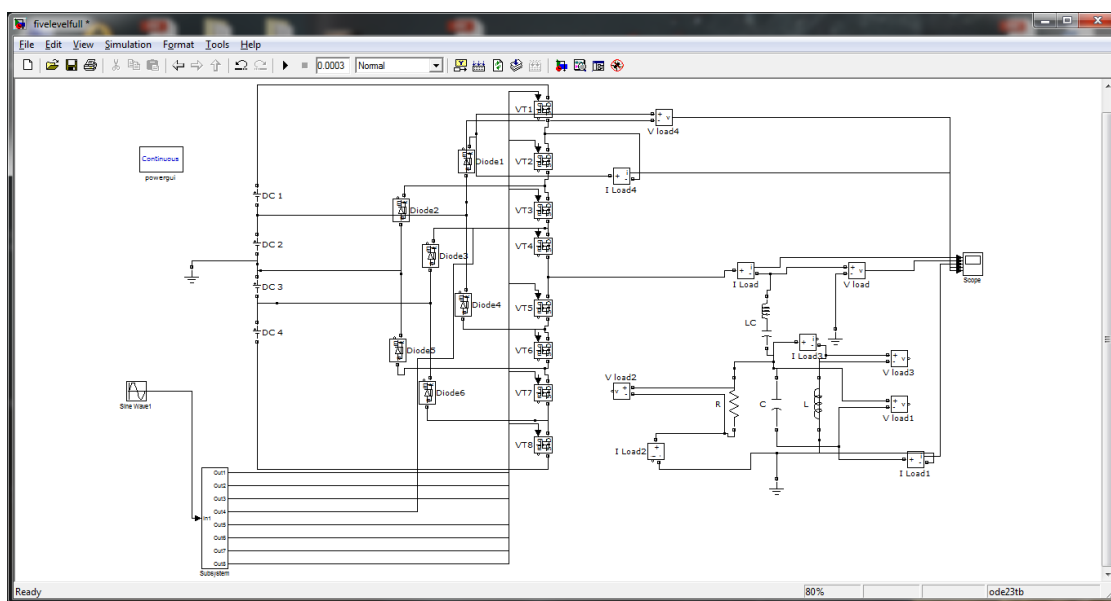 fivelevelfull *
File Edit View Simulation Format Tools Help
0.0003 Normal
VT1
V load4
Continuous
powergui
Diode1
VT2
I Load4
DC 1
Diode2
VT3
DC 2
Diode3
VT4
DC 3
I Load
V load
Scope
Diode4
VT5
LC
DC 4
Diode5
VT6
I Load3
V load3
V load2
Sine Wave1
Diode6
VT7
R
C
L
V load1
VT8
I Load2
I Load1
Out1
Out2
Out3
Out4
In1
Out5
Out6
Out7
Out8
Subsystem
Ready 80% ode23tb